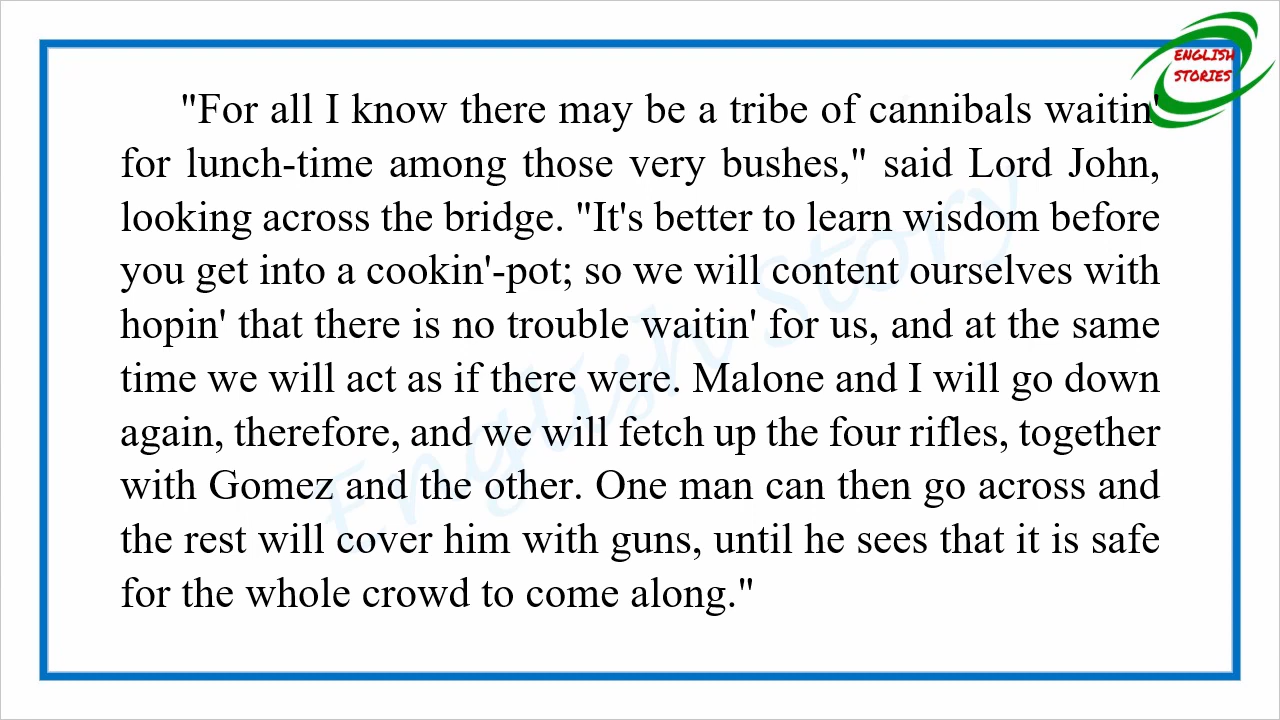 ENGLISH
STORIES
"For all I know there may be a tribe of cannibals waitin'
for lunch-time among those very bushes," said Lord John,
looking across the bridge. "It's better to learn wisdom before
you get into a cookin'-pot; so we will content ourselves with
hopin' that there is no trouble waitin' for us, and at the same
time we will act as if there were. Malone and I will go down
again, therefore, and we will fetch up the four rifles, together
with Gomez and the other. One man can then go across and
the rest will cover him with guns, until he sees that it is safe
for the whole crowd to come along."
English Story